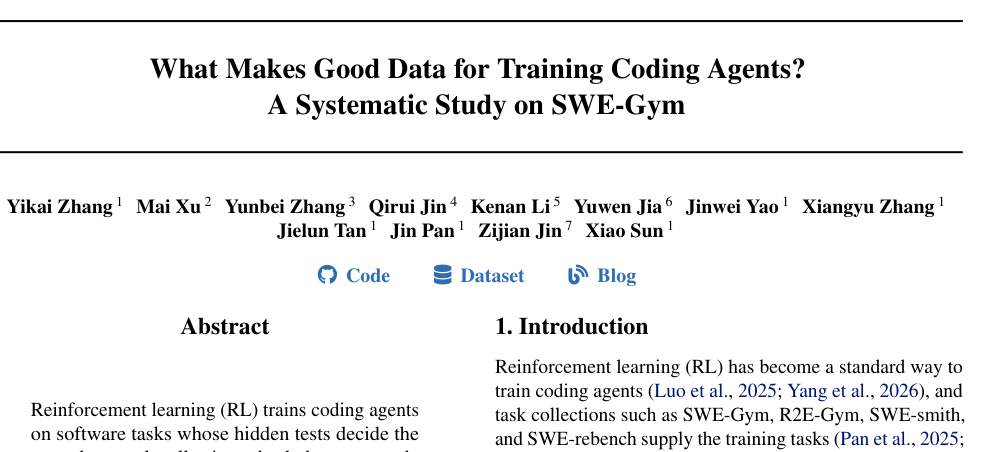 What Makes Good Data for Training Coding Agents?
A Systematic Study on SWE-Gym
Yikai Zhang 1 Mai Xu 2 Yunbei Zhang 3 Qirui Jin 4 Kenan Li 5 Yuwen Jia 6 Jinwei Yao 1 Xiangyu Zhang 1
Jielun Tan 1 Jin Pan 1 Zijian Jin 7 Xiao Sun 1
Code Dataset Blog
Abstract
Reinforcement learning (RL) trains coding agents
on software tasks whose hidden tests decide the
1. Introduction
Reinforcement learning (RL) has become a standard way to
train coding agents (Luo et al., 2025; Yang et al., 2026), and
task collections such as SWE-Gym, R2E-Gym, SWE-smith,
and SWE-rebench supply the training tasks (Pan et al., 2025;